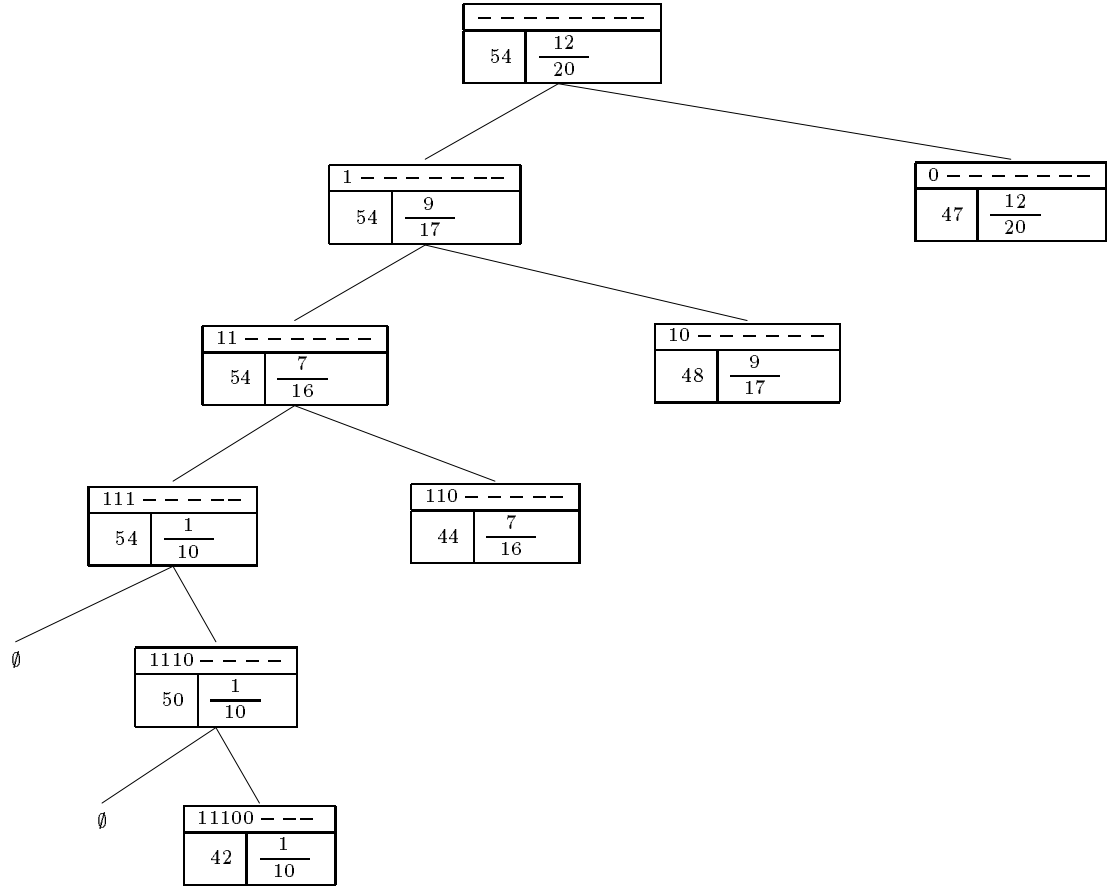 – – – – – – – –
54 12
20
1 – – – – – – –
54 9
17
0 – – – – – – –
47 12
20
11 – – – – – –
54 7
16
10 – – – – – –
48 9
17
111 – – – – –
54 1
10
110 – – – – –
44 7
16
∅
1110 – – – –
50 1
10
∅
11100 – – –
42 1
10